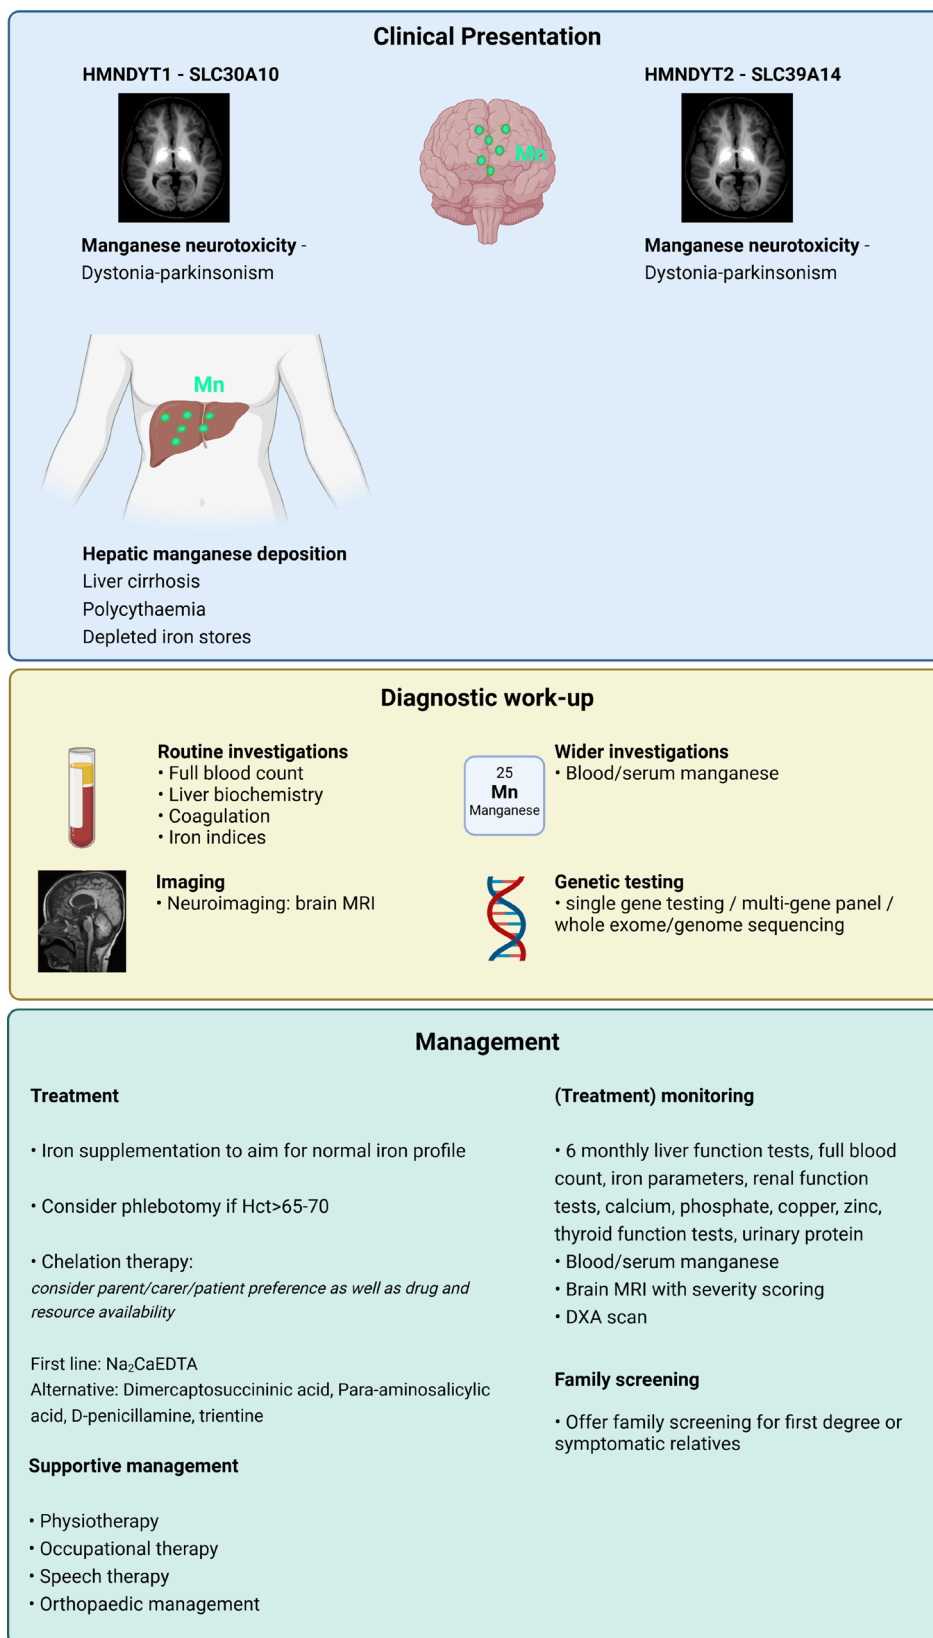 Clinical Presentation
HMNDYT1 - SLC30A10
Manganese neurotoxicity -
Dystonia-parkinsonism
Mn
HMNDYT2 - SLC39A14
Manganese neurotoxicity -
Dystonia-parkinsonism
Mn
Hepatic manganese deposition
Liver cirrhosis
Polycythaemia
Depleted iron stores
Diagnostic work-up
Routine investigations
• Full blood count
• Liver biochemistry
• Coagulation
• Iron indices
25
Mn
Manganese
Wider investigations
• Blood/serum manganese
Imaging
• Neuroimaging: brain MRI
Genetic testing
• single gene testing / multi-gene panel /
whole exome/genome sequencing
Management
Treatment
• Iron supplementation to aim for normal iron profile
• Consider phlebotomy if Hct>65-70
• Chelation therapy:
consider parent/carer/patient preference as well as drug and
resource availability
First line: Na₂CaEDTA
Alternative: Dimercaptosuccininic acid, Para-aminosalicylic
acid, D-penicillamine, trientine
Supportive management
• Physiotherapy
• Occupational therapy
• Speech therapy
• Orthopaedic management
(Treatment) monitoring
• 6 monthly liver function tests, full blood
count, iron parameters, renal function
tests, calcium, phosphate, copper, zinc,
thyroid function tests, urinary protein
• Blood/serum manganese
• Brain MRI with severity scoring
• DXA scan
Family screening
• Offer family screening for first degree or
symptomatic relatives